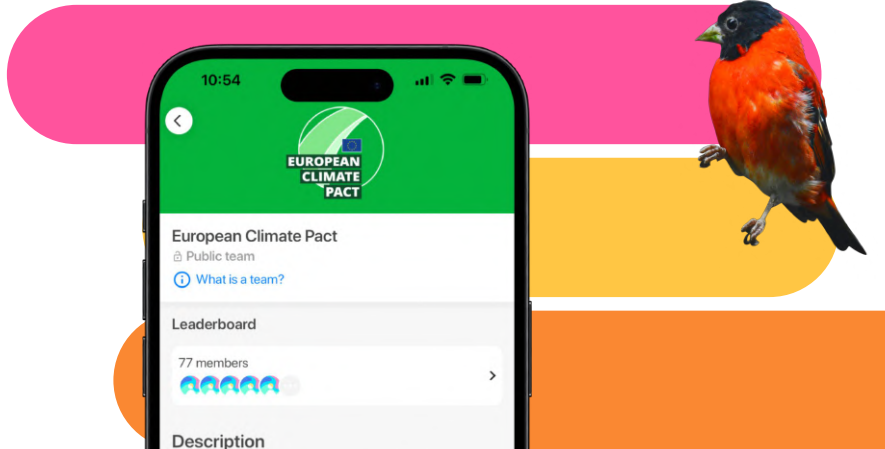 10:54
EUROPEAN
CLIMATE
PACT
European Climate Pact
Public team
What is a team?
Leaderboard
77 members
Description